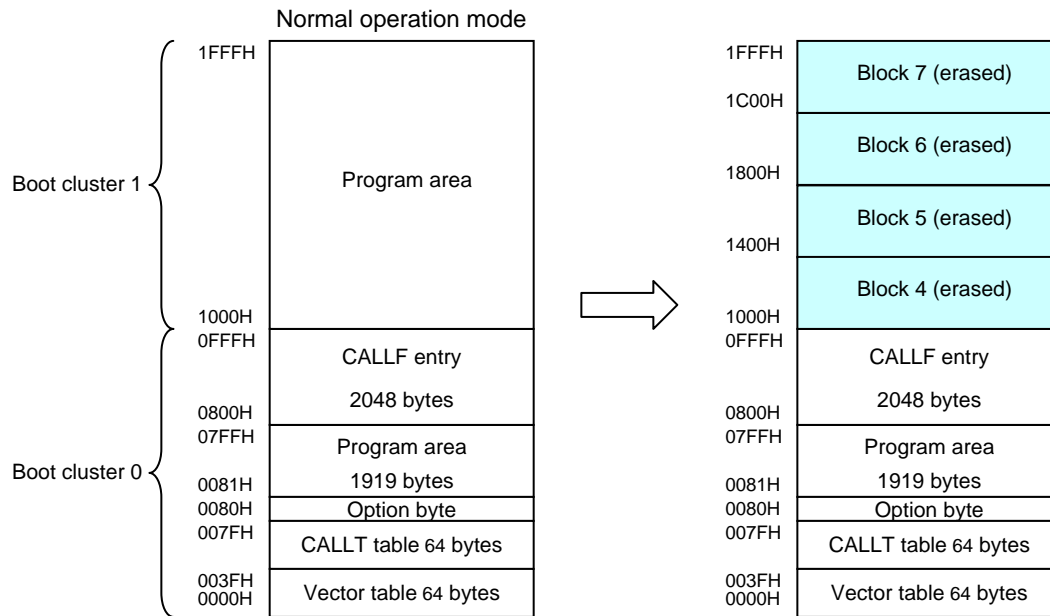 Normal operation mode
Boot cluster 1
Boot cluster 0
1FFFH
1000H
0FFFH
0800H
07FFH
0081H
0080H
007FH
003FH
0000H
Program area
CALLF entry
2048 bytes
Program area
1919 bytes
Option byte
CALLT table 64 bytes
Vector table 64 bytes
1FFFH
1C00H
1800H
1400H
1000H
0FFFH
0800H
07FFH
0081H
0080H
007FH
003FH
0000H
Block 7 (erased)
Block 6 (erased)
Block 5 (erased)
Block 4 (erased)
CALLF entry
2048 bytes
Program area
1919 bytes
Option byte
CALLT table 64 bytes
Vector table 64 bytes